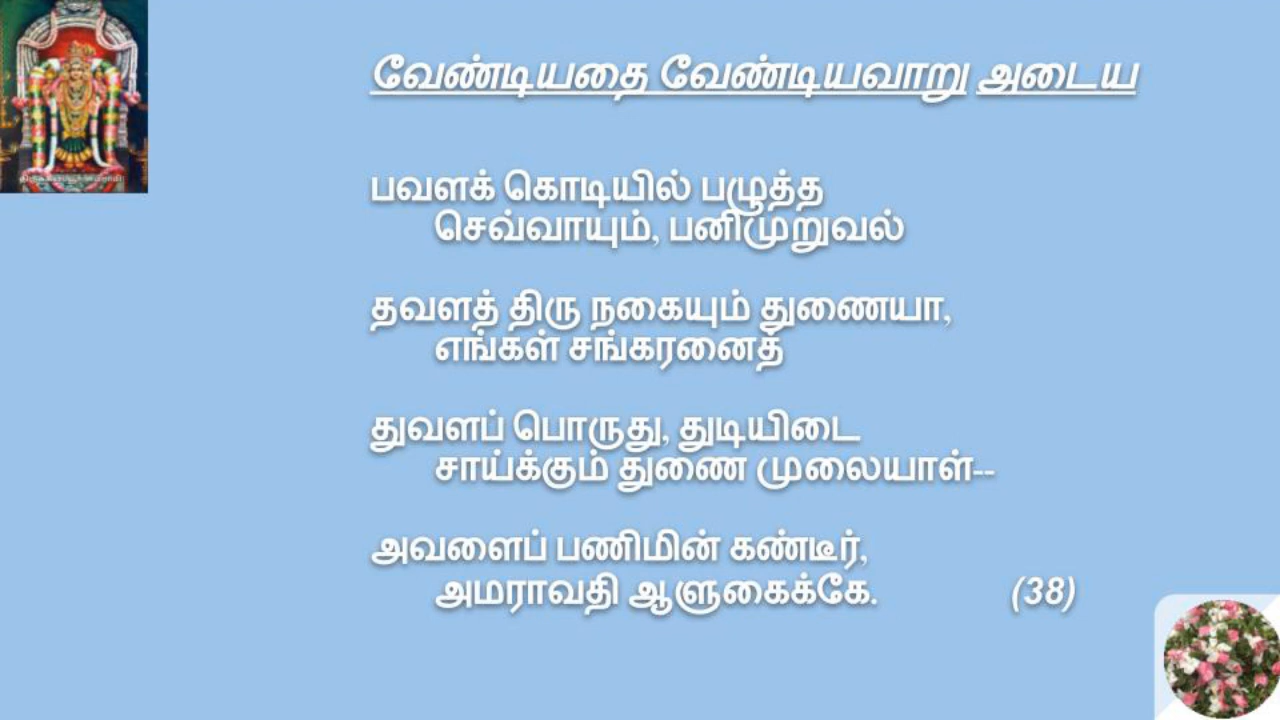 வேண்டியதை வேண்டியவாறு அடைய
பவளக் கொடியில் பழுத்த
செவ்வாயும், பனிமுறுவல்
தவளத் திரு நகையும் துணையா,
எங்கள் சங்கரனைத்
துவளப் பொருது, துடியிடை
சாய்க்கும் துணை முலையாள்--
அவளைப் பணிமின் கண்டீர்,
அமராவதி ஆளுகைக்கே. (38)